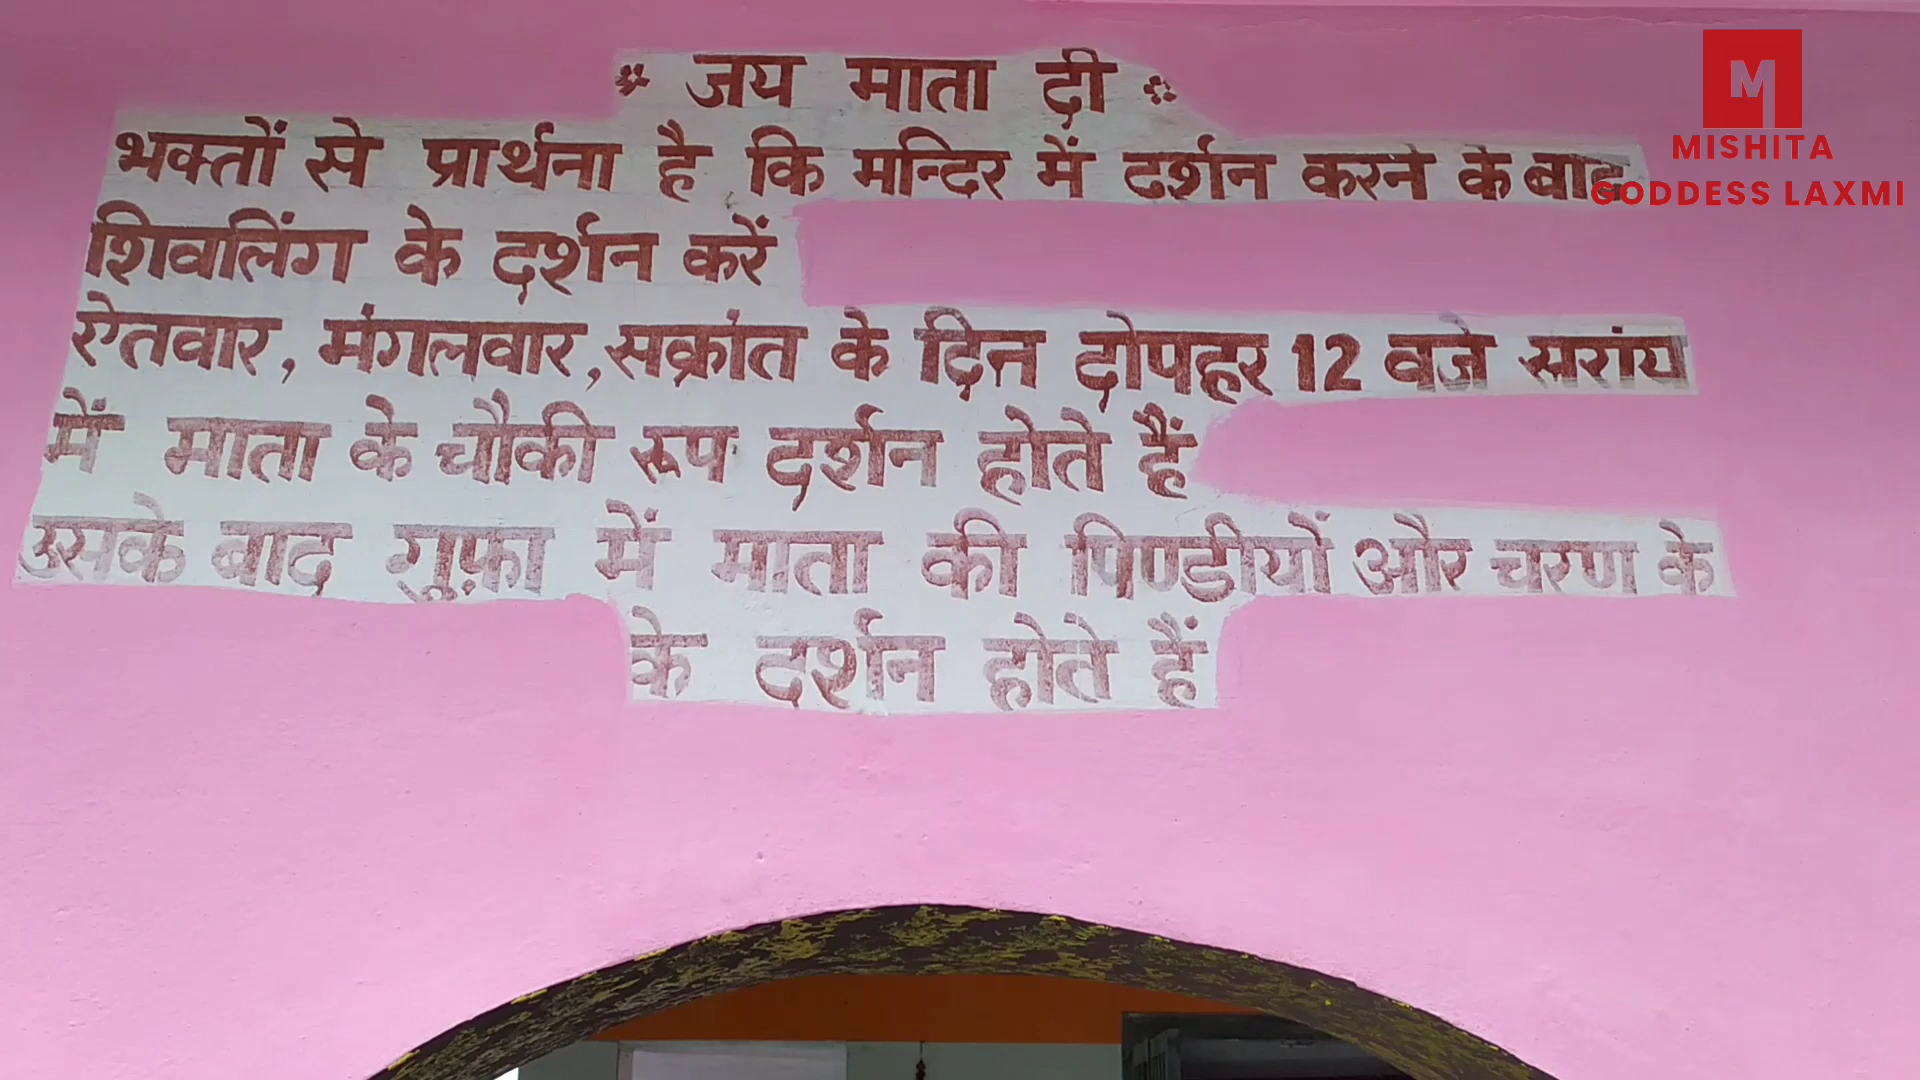 जय माता दी
भक्तों से प्रार्थना है कि मन्दिर में दर्शन करने के बाद
शिवलिंग के दर्शन करें
ऐतवार, मंगलवार, सक्रांत के दिन दोपहर 12 वजे सरांय
में माता के चौकी रूप दर्शन होते हैं
उसके बाद गुफ़ा में माता की पिण्डीयों और चरण के
के दर्शन होते हैं
M
MISHITA
GODDESS LAXMI